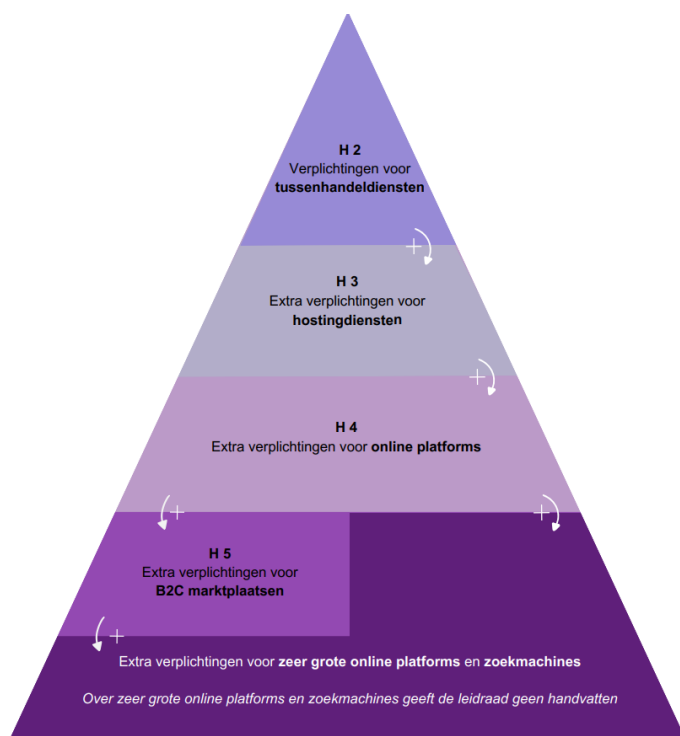 H 2
Verplichtingen voor
tussenhandeldiensten
+
H 3
Extra verplichtingen voor
hostingdiensten
+
H 4
Extra verplichtingen voor online platforms
+
+
H 5
Extra verplichtingen voor
B2C marktplaatsen
+
Extra verplichtingen voor zeer grote online platforms en zoekmachines
Over zeer grote online platforms en zoekmachines geeft de leidraad geen handvatten